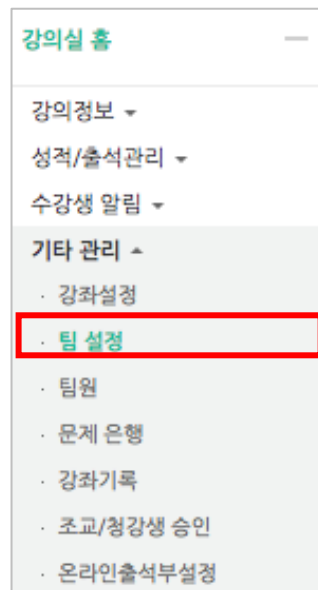 강의실 홈
강의정보
성적/출석관리
수강생 알림
기타 관리
· 강좌설정
· 팀 설정
· 팀원
· 문제 은행
· 강좌기록
· 조교/청강생 승인
· 온라인출석부설정